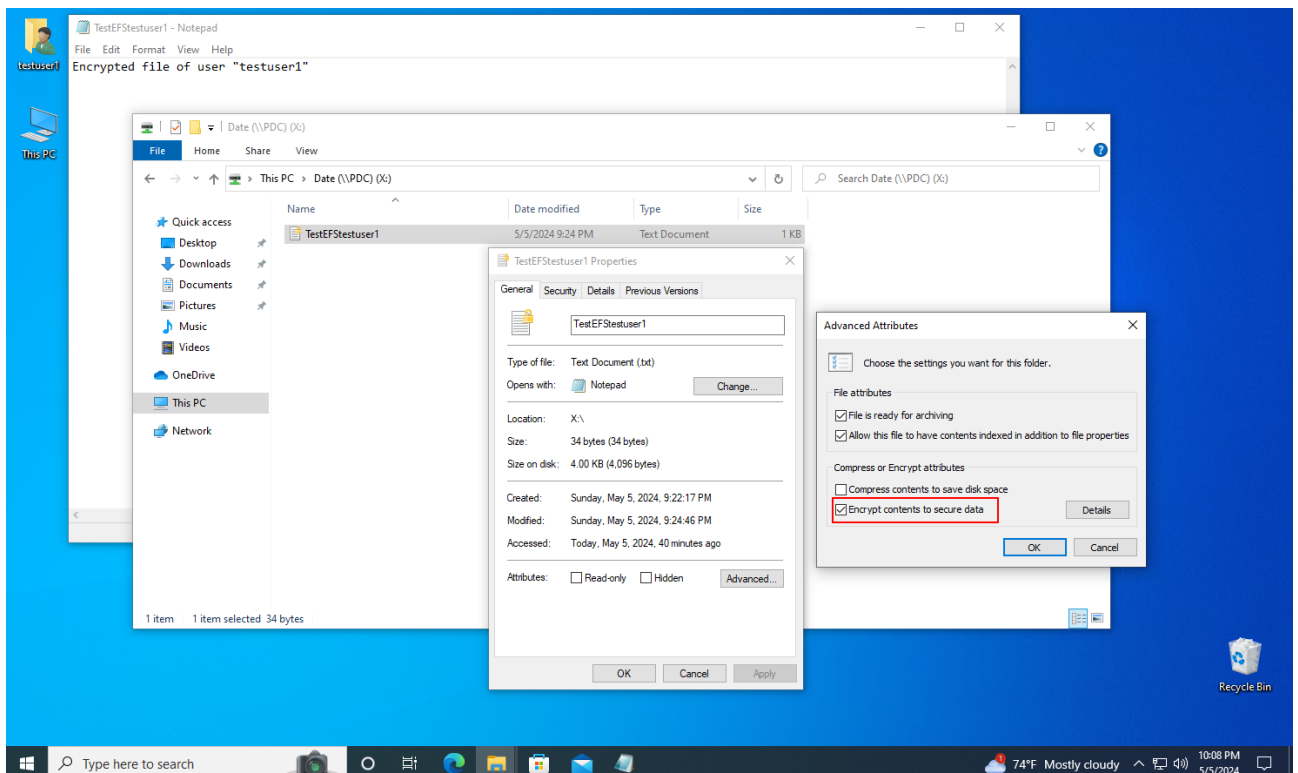 testuser1
This PC
TestEFStestuser1 - Notepad
File Edit Format View Help
Encrypted file of user "testuser1"
Date (\\PDC) (X:)
File Home Share View
This PC > Date (\\PDC) (X:)
Search Date (\\PDC) (X:)
Quick access
Desktop
Downloads
Documents
Pictures
Music
Videos
OneDrive
This PC
Network
Name Date modified Type Size
TestEFStestuser1 5/5/2024 9:24 PM Text Document 1 KB
1 item 1 item selected 34 bytes
TestEFStestuser1 Properties
General Security Details Previous Versions
TestEFStestuser1
Type of file: Text Document (.txt)
Opens with: Notepad Change...
Location: X:\
Size: 34 bytes (34 bytes)
Size on disk: 4.00 KB (4,096 bytes)
Created: Sunday, May 5, 2024, 9:22:17 PM
Modified: Sunday, May 5, 2024, 9:24:46 PM
Accessed: Today, May 5, 2024, 40 minutes ago
Attributes: Read-only Hidden Advanced...
OK Cancel Apply
Advanced Attributes
Choose the settings you want for this folder.
File attributes
File is ready for archiving
Allow this file to have contents indexed in addition to file properties
Compress or Encrypt attributes
Compress contents to save disk space
Encrypt contents to secure data Details
OK Cancel
Recycle Bin
Type here to search
74°F Mostly cloudy
10:08 PM
5/5/2024